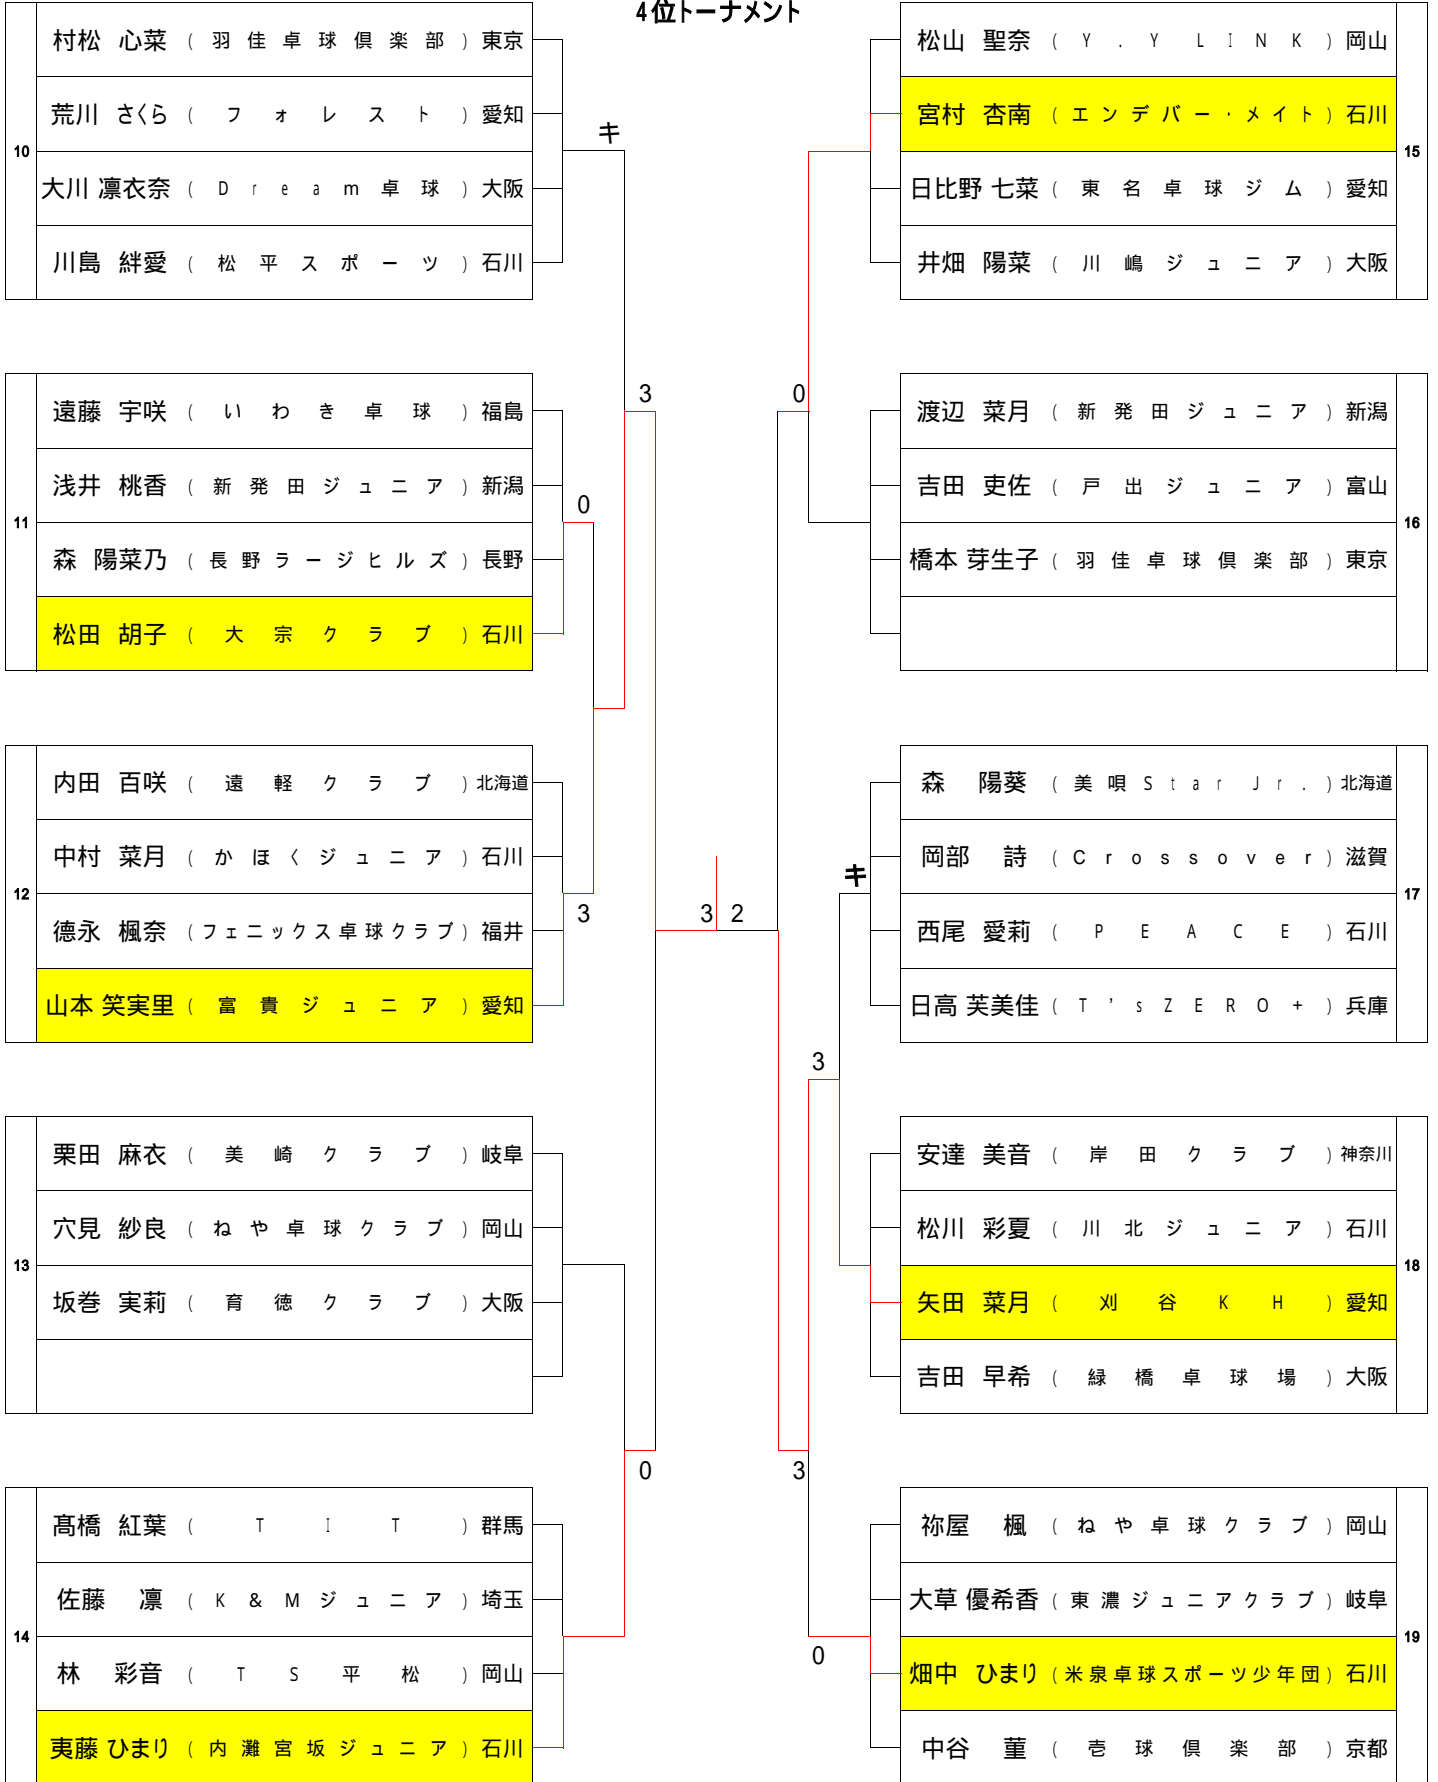 4位トーナメント
10
村松 心菜 ( 羽佳卓球倶楽部 ) 東京
荒川 さくら ( フォレスト ) 愛知
大川 凛衣奈 ( Dream卓球 ) 大阪
川島 絆愛 ( 松平スポーツ ) 石川
キ
11
遠藤 宇咲 ( いわき卓球 ) 福島
浅井 桃香 ( 新発田ジュニア ) 新潟
森 陽菜乃 ( 長野ラージヒルズ ) 長野
松田 胡子 ( 大宗クラブ ) 石川
0
3
12
内田 百咲 ( 遠軽クラブ ) 北海道
中村 菜月 ( かほくジュニア ) 石川
德永 楓奈 ( フェニックス卓球クラブ ) 福井
山本 笑実里 ( 富貴ジュニア ) 愛知
3
13
栗田 麻衣 ( 美崎クラブ ) 岐阜
穴見 紗良 ( ねや卓球クラブ ) 岡山
坂巻 実莉 ( 育徳クラブ ) 大阪
0
14
髙橋 紅葉 ( TIT ) 群馬
佐藤 凛 ( K&Mジュニア ) 埼玉
林 彩音 ( TS平松 ) 岡山
夷藤 ひまり ( 内灘宮坂ジュニア ) 石川
3 2
15
松山 聖奈 ( Y.Y LINK ) 岡山
宮村 杏南 ( エンデバー・メイト ) 石川
日比野 七菜 ( 東名卓球ジム ) 愛知
井畑 陽菜 ( 川嶋ジュニア ) 大阪
0
16
渡辺 菜月 ( 新発田ジュニア ) 新潟
吉田 吏佐 ( 戸出ジュニア ) 富山
橋本 芽生子 ( 羽佳卓球倶楽部 ) 東京
17
森 陽葵 ( 美唄Star Jr. ) 北海道
岡部 詩 ( Crossover ) 滋賀
西尾 愛莉 ( PEACE ) 石川
日高 芙美佳 ( T'sZERO+ ) 兵庫
キ
3
18
安達 美音 ( 岸田クラブ ) 神奈川
松川 彩夏 ( 川北ジュニア ) 石川
矢田 菜月 ( 刈谷KH ) 愛知
吉田 早希 ( 緑橋卓球場 ) 大阪
3
19
祢屋 楓 ( ねや卓球クラブ ) 岡山
大草 優希香 ( 東濃ジュニアクラブ ) 岐阜
畑中 ひまり ( 米泉卓球スポーツ少年団 ) 石川
中谷 菫 ( 壱球倶楽部 ) 京都
0